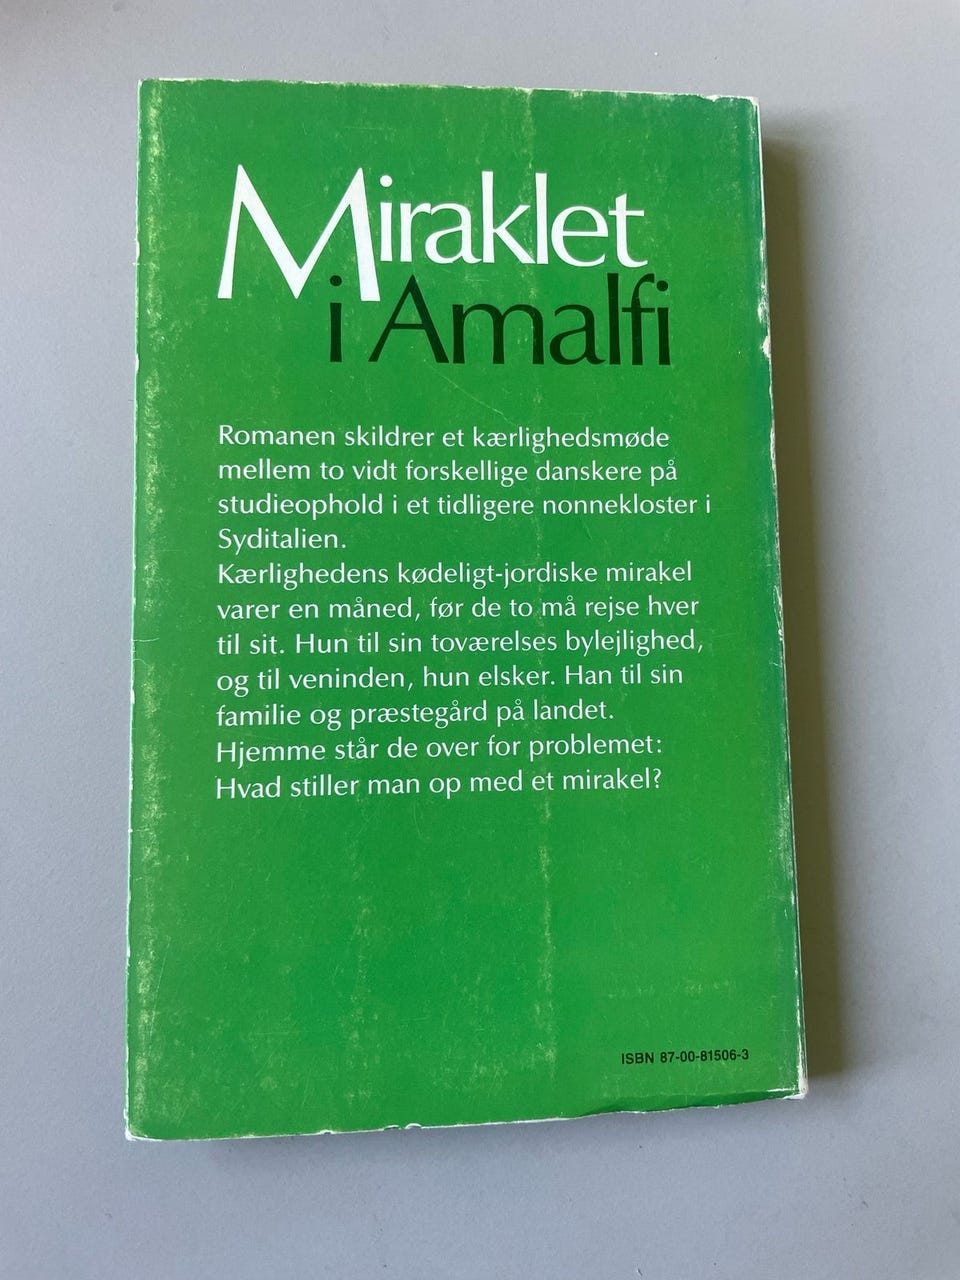 Miraklet
i Amalfi
Romanen skildrer et kærlighedsmøde
mellem to vidt forskellige danskere på
studieophold i et tidligere nonnekloster i
Syditalien.
Kærlighedens kødeligt-jordiske mirakel
varer en måned, før de to må rejse hver
til sit. Hun til sin toværelses bylejlighed,
og til veninden, hun elsker. Han til sin
familie og præstegård på landet.
Hjemme står de over for problemet:
Hvad stiller man op med et mirakel?
ISBN 87-00-81506-3